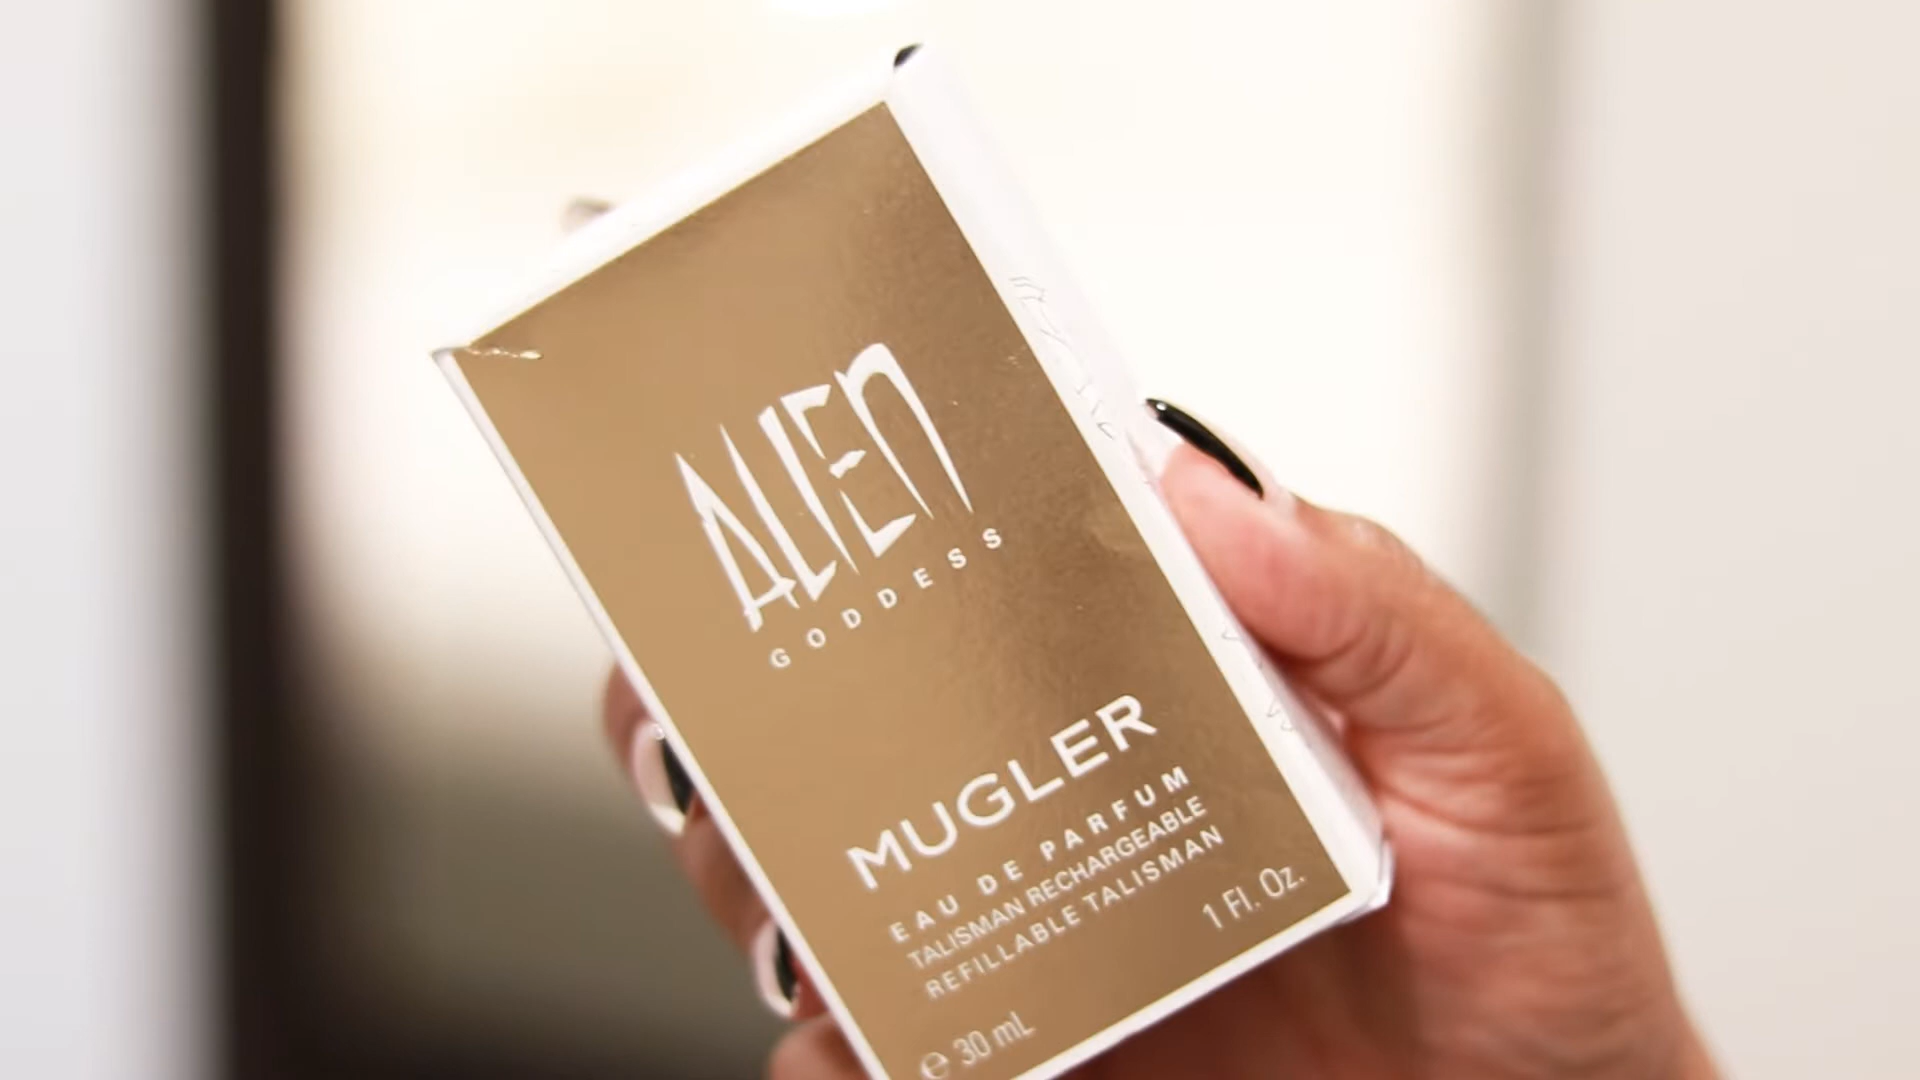 ALIEN
GODDESS
MUGLER
EAU DE PARFUM
TALISMAN RECHARGEABLE
REFILLABLE TALISMAN
1 Fl. Oz.
℮ 30 mL